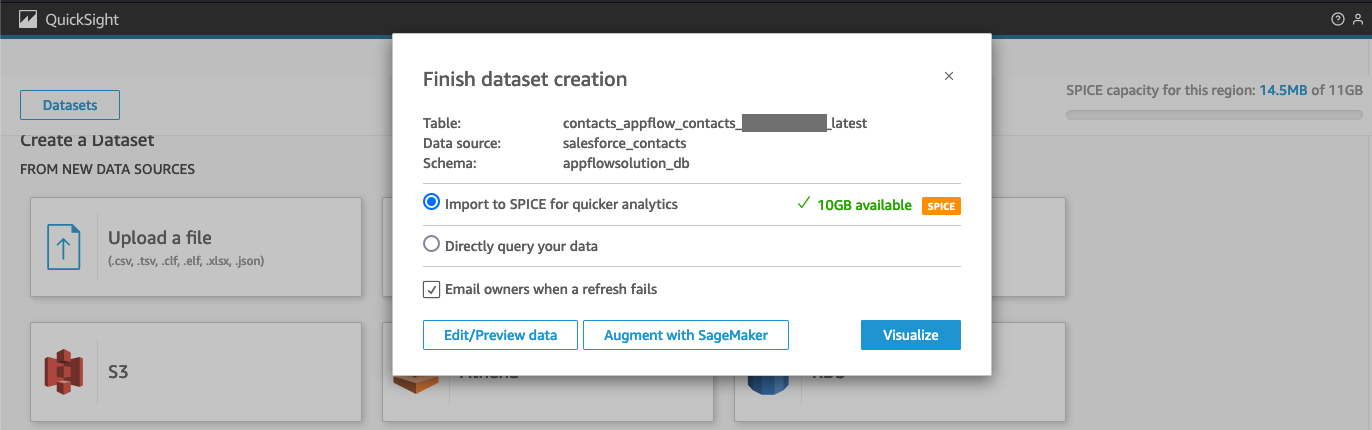 QuickSight
Finish dataset creation
Datasets
SPICE capacity for this region: 14.5MB of 11GB
Table: contacts_appflow_contacts_ _latest
Data source: salesforce_contacts
Schema: appflowsolution_db
Create a Dataset
FROM NEW DATA SOURCES
Import to SPICE for quicker analytics 10GB available SPICE
Upload a file
(.csv, .tsv, .clf, .elf, .xlsx, .json)
Directly query your data
Email owners when a refresh fails
Edit/Preview data Augment with SageMaker Visualize
S3